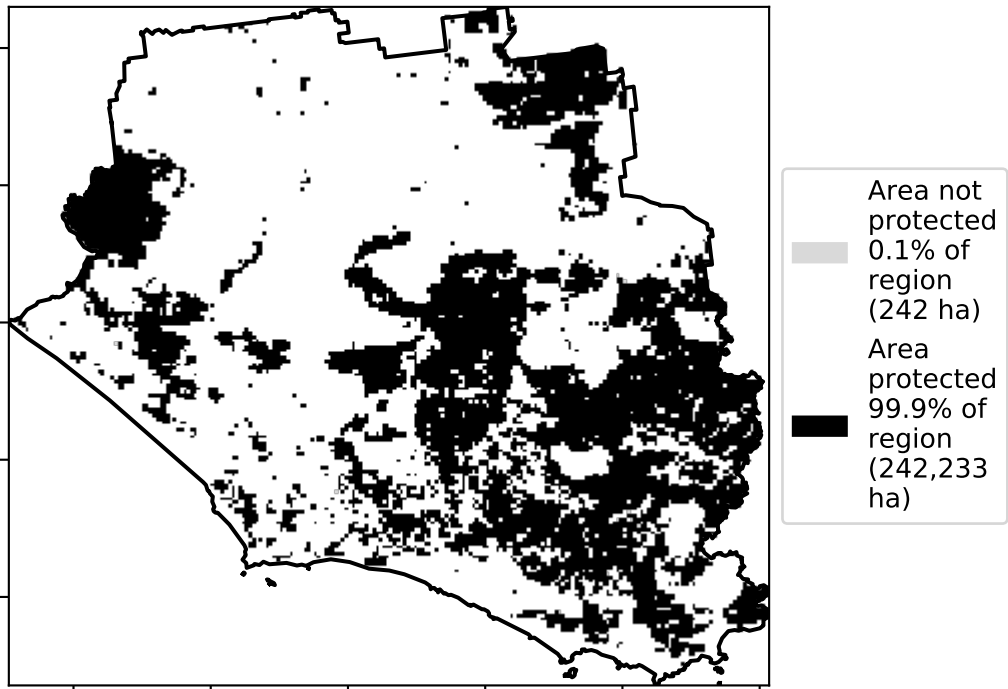 Area not
protected
0.1% of
region
(242 ha)
Area
protected
99.9% of
region
(242,233
ha)